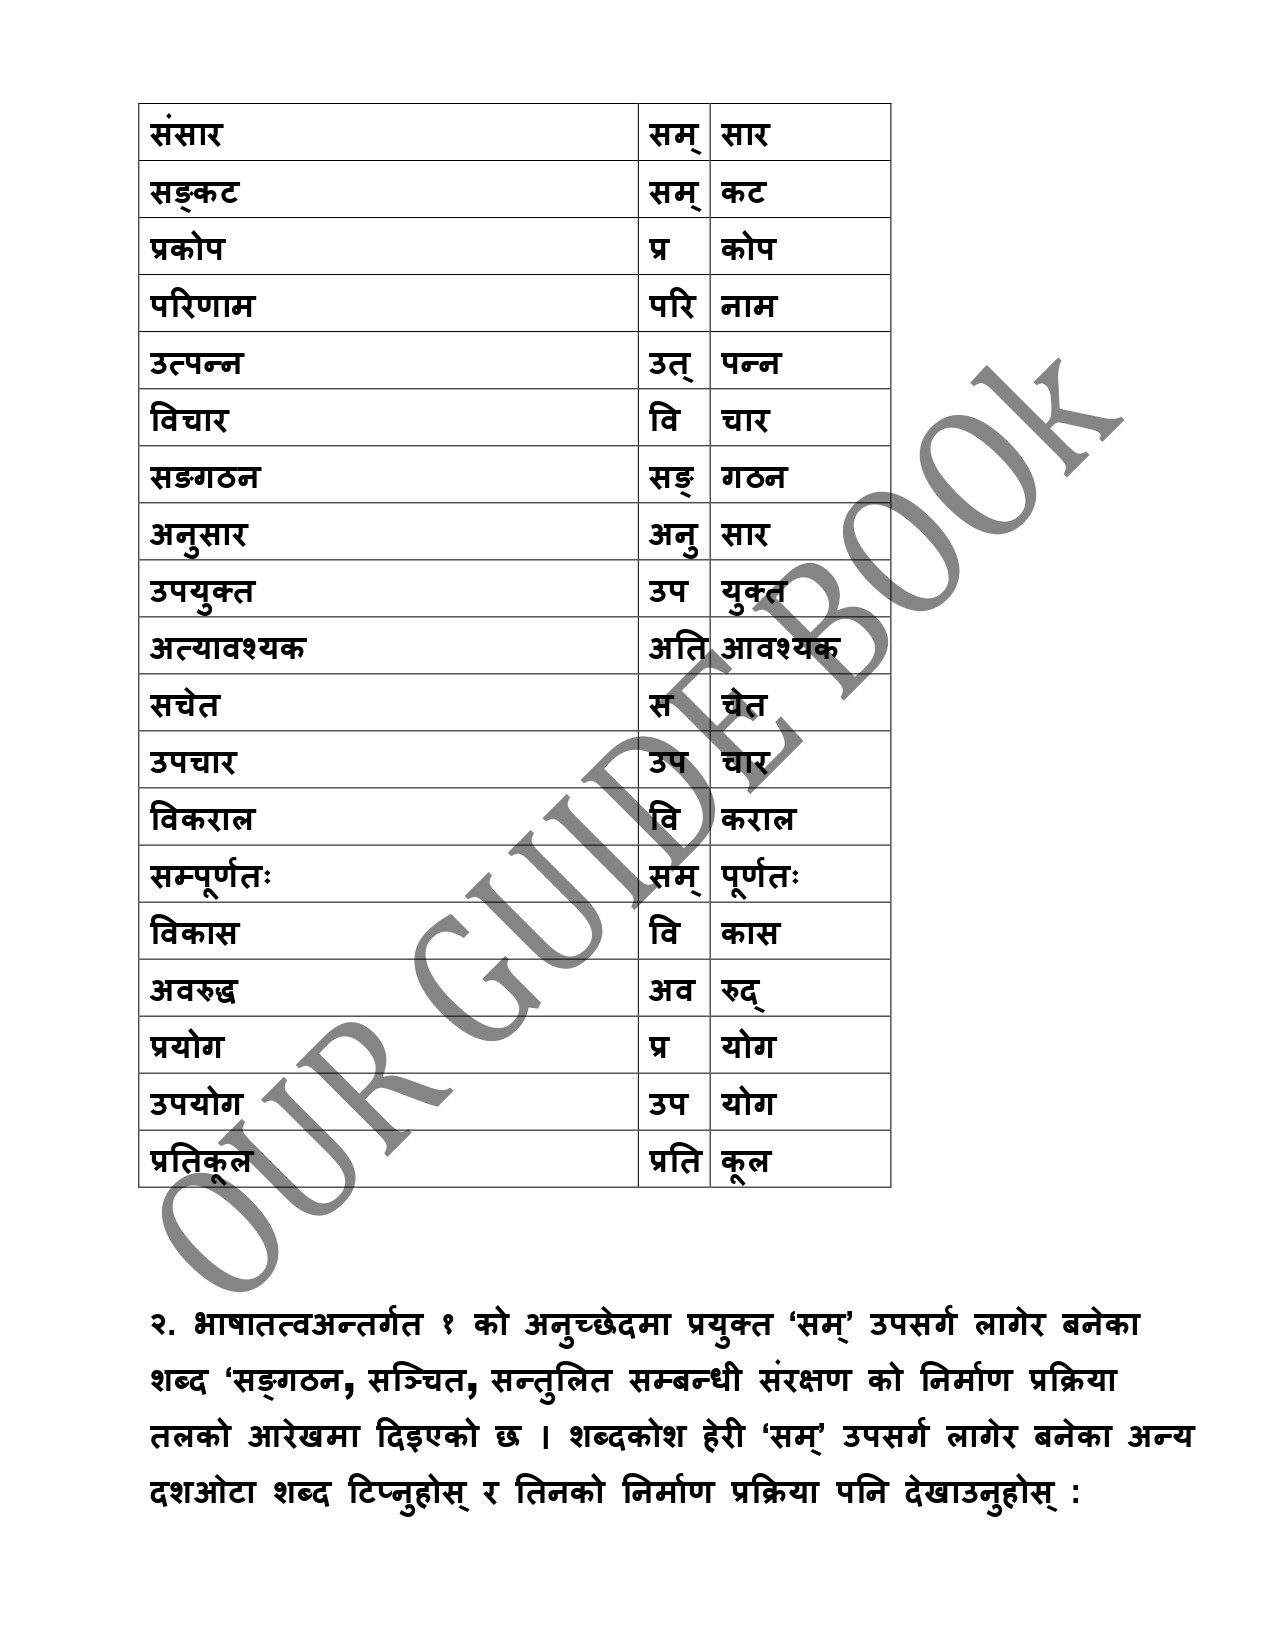 संसार सम् सार
सङ्कट सम् कट
प्रकोप प्र कोप
परिणाम परि नाम
उत्पन्न उत् पन्न
विचार वि चार
सङगठन सङ् गठन
अनुसार अनु सार
उपयुक्त उप युक्त
अत्यावश्यक अति आवश्यक
सचेत स चेत
उपचार उप चार
विकराल वि कराल
सम्पूर्णतः सम् पूर्णतः
विकास वि कास
अवरुद्ध अव रुद्
प्रयोग प्र योग
उपयोग उप योग
प्रतिकूल प्रति कूल
OUR GUIDE BOOk
२. भाषातत्वअन्तर्गत १ को अनुच्छेदमा प्रयुक्त ‘सम्’ उपसर्ग लागेर बनेका
शब्द ‘सङ्गठन, सञ्चित, सन्तुलित सम्बन्धी संरक्षण को निर्माण प्रक्रिया
तलको आरेखमा दिइएको छ । शब्दकोश हेरी ‘सम्’ उपसर्ग लागेर बनेका अन्य
दशओटा शब्द टिप्नुहोस् र तिनको निर्माण प्रक्रिया पनि देखाउनुहोस् :